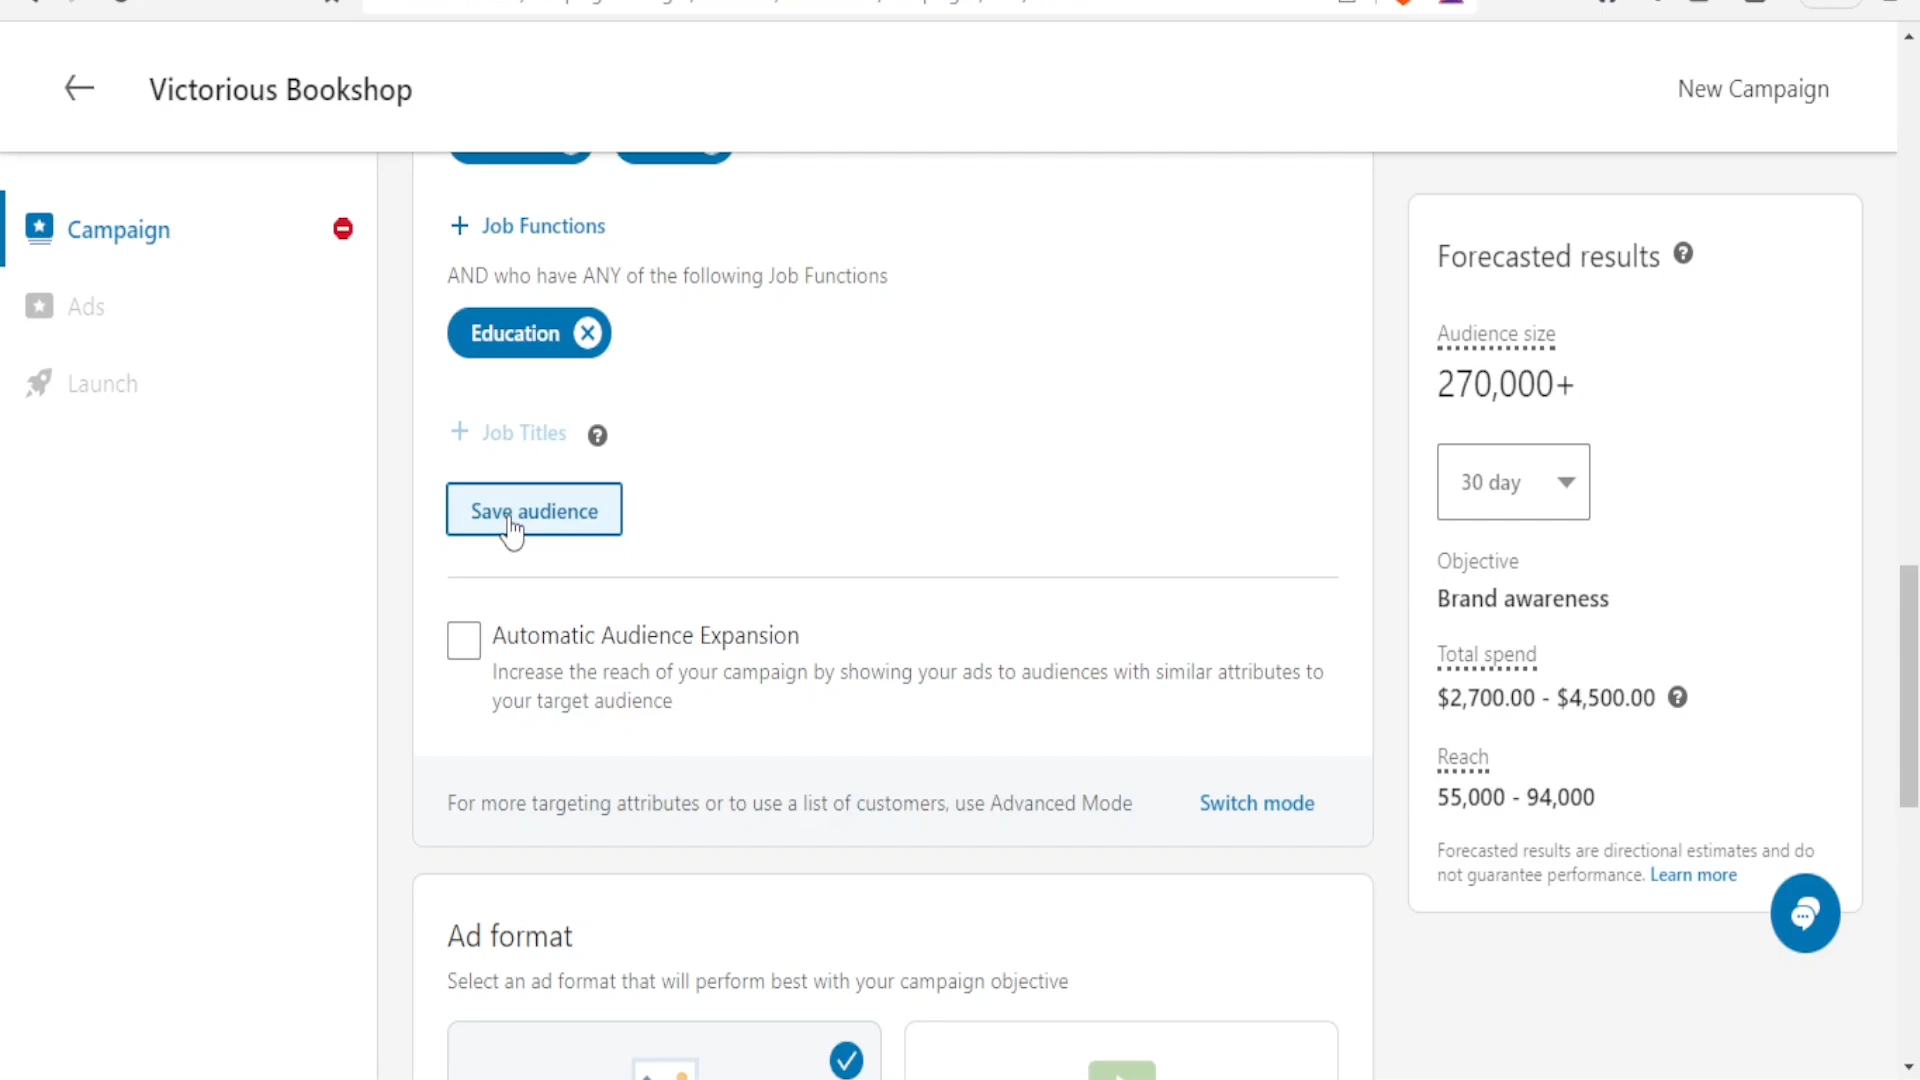 Victorious Bookshop
New Campaign
Campaign
Ads
Launch
+ Job Functions
AND who have ANY of the following Job Functions
Education
+ Job Titles
Save audience
Automatic Audience Expansion
Increase the reach of your campaign by showing your ads to audiences with similar attributes to
your target audience
For more targeting attributes or to use a list of customers, use Advanced Mode
Switch mode
Ad format
Select an ad format that will perform best with your campaign objective
Forecasted results
Audience size
270,000+
30 day
Objective
Brand awareness
Total spend
$2,700.00 - $4,500.00
Reach
55,000 - 94,000
Forecasted results are directional estimates and do
not guarantee performance. Learn more